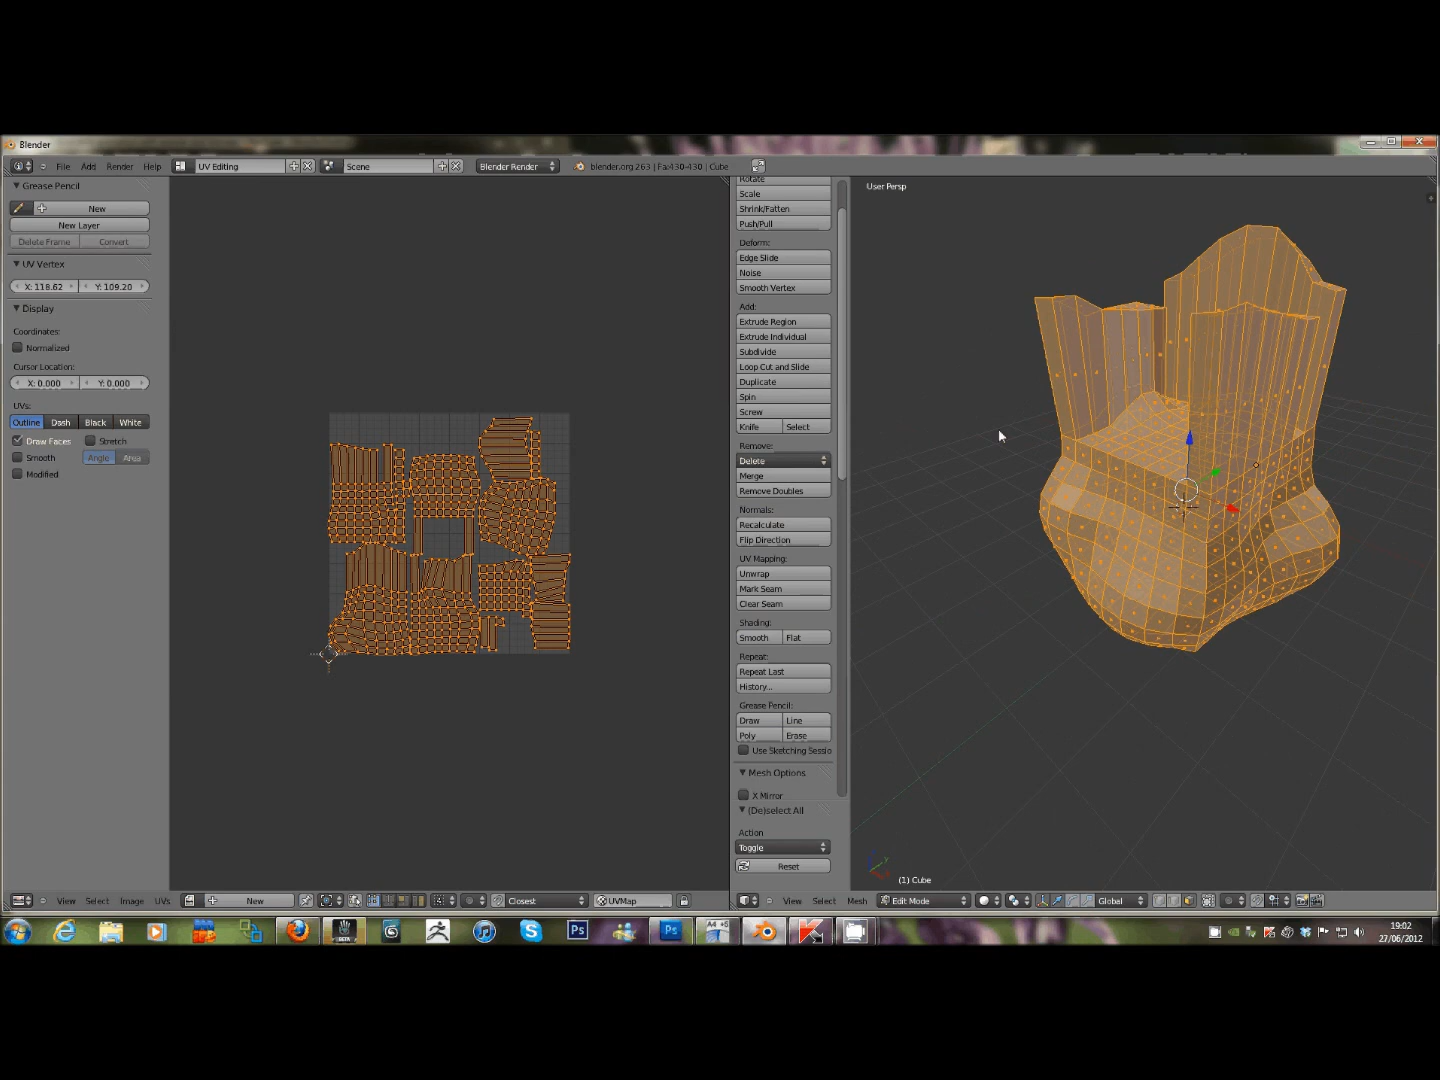 Blender
File Add Render Help
UV Editing
Scene
Blender Render
blender.org 263 | Fa:430-430 | Cube
Grease Pencil
New
New Layer
Delete Frame Convert
UV Vertex
X: 118.62 Y: 109.20
Display
Coordinates:
Normalized
Cursor Location:
X: 0.000 Y: 0.000
UVs:
Outline Dash Black White
Draw Faces Stretch
Smooth Angle Area
Modified
View Select Image UVs
New
Closest
UVMap
Rotate
Scale
Shrink/Fatten
Push/Pull
Deform:
Edge Slide
Noise
Smooth Vertex
Add:
Extrude Region
Extrude Individual
Subdivide
Loop Cut and Slide
Duplicate
Spin
Screw
Knife Select
Remove:
Delete
Merge
Remove Doubles
Normals:
Recalculate
Flip Direction
UV Mapping:
Unwrap
Mark Seam
Clear Seam
Shading:
Smooth Flat
Repeat:
Repeat Last
History...
Grease Pencil:
Draw Line
Poly Erase
Use Sketching Sessio
Mesh Options
X Mirror
(De)select All
Action
Toggle
Reset
User Persp
(1) Cube
View Select Mesh
Edit Mode
Global
BETA
Ps
Ps
A4
19:02
27/06/2012